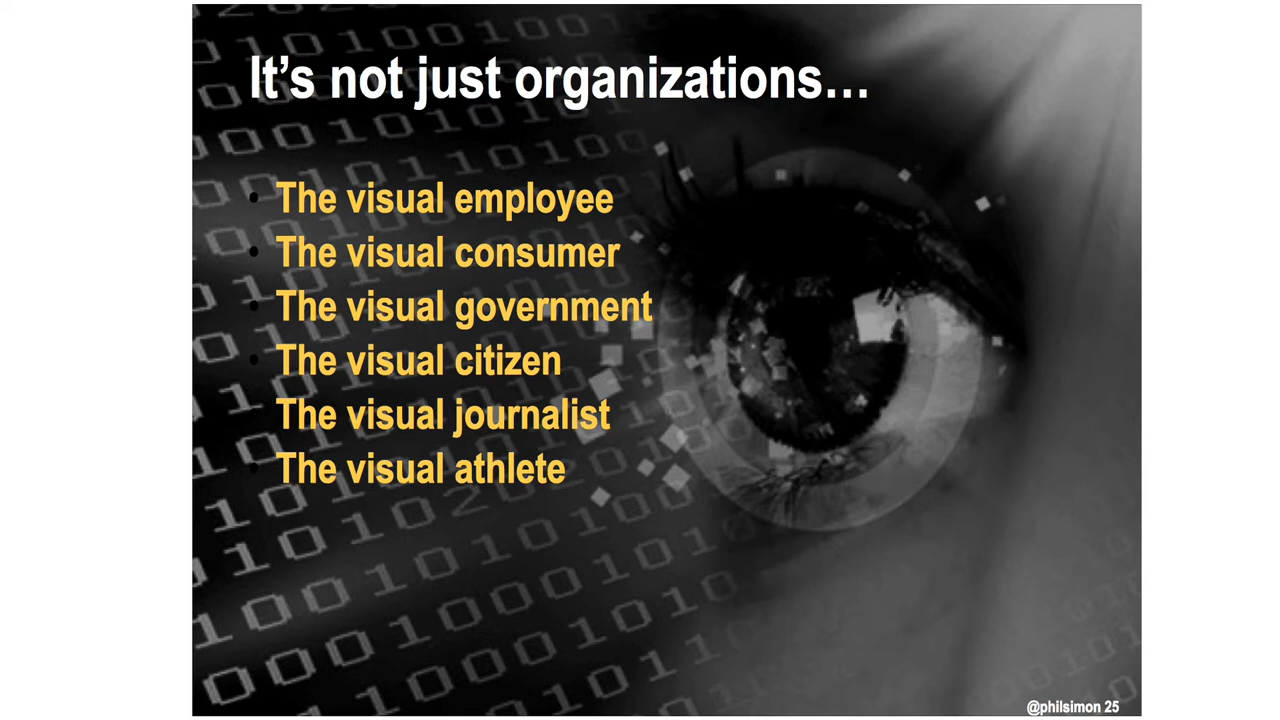 It's not just organizations…
• The visual employee
• The visual consumer
• The visual government
• The visual citizen
The visual journalist
• The visual athlete
@philsimon 25